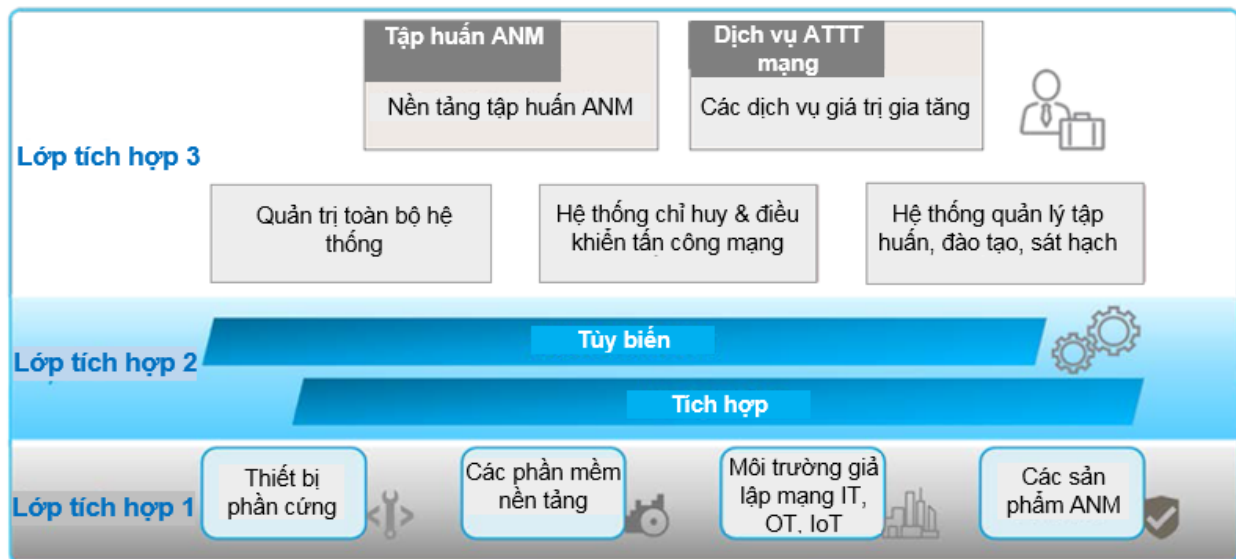 Tập huấn ANM
Nền tảng tập huấn ANM
Dịch vụ ATTT
mạng
Các dịch vụ giá trị gia tăng
Lớp tích hợp 3
Quản trị toàn bộ hệ
thống
Hệ thống chỉ huy & điều
khiển tấn công mạng
Hệ thống quản lý tập
huấn, đào tạo, sát hạch
Lớp tích hợp 2
Tùy biến
Tích hợp
Lớp tích hợp 1
Thiết bị
phần cứng
Các phần mềm
nền tảng
Môi trường giả
lập mạng IT,
OT, IoT
Các sản
phẩm ANM